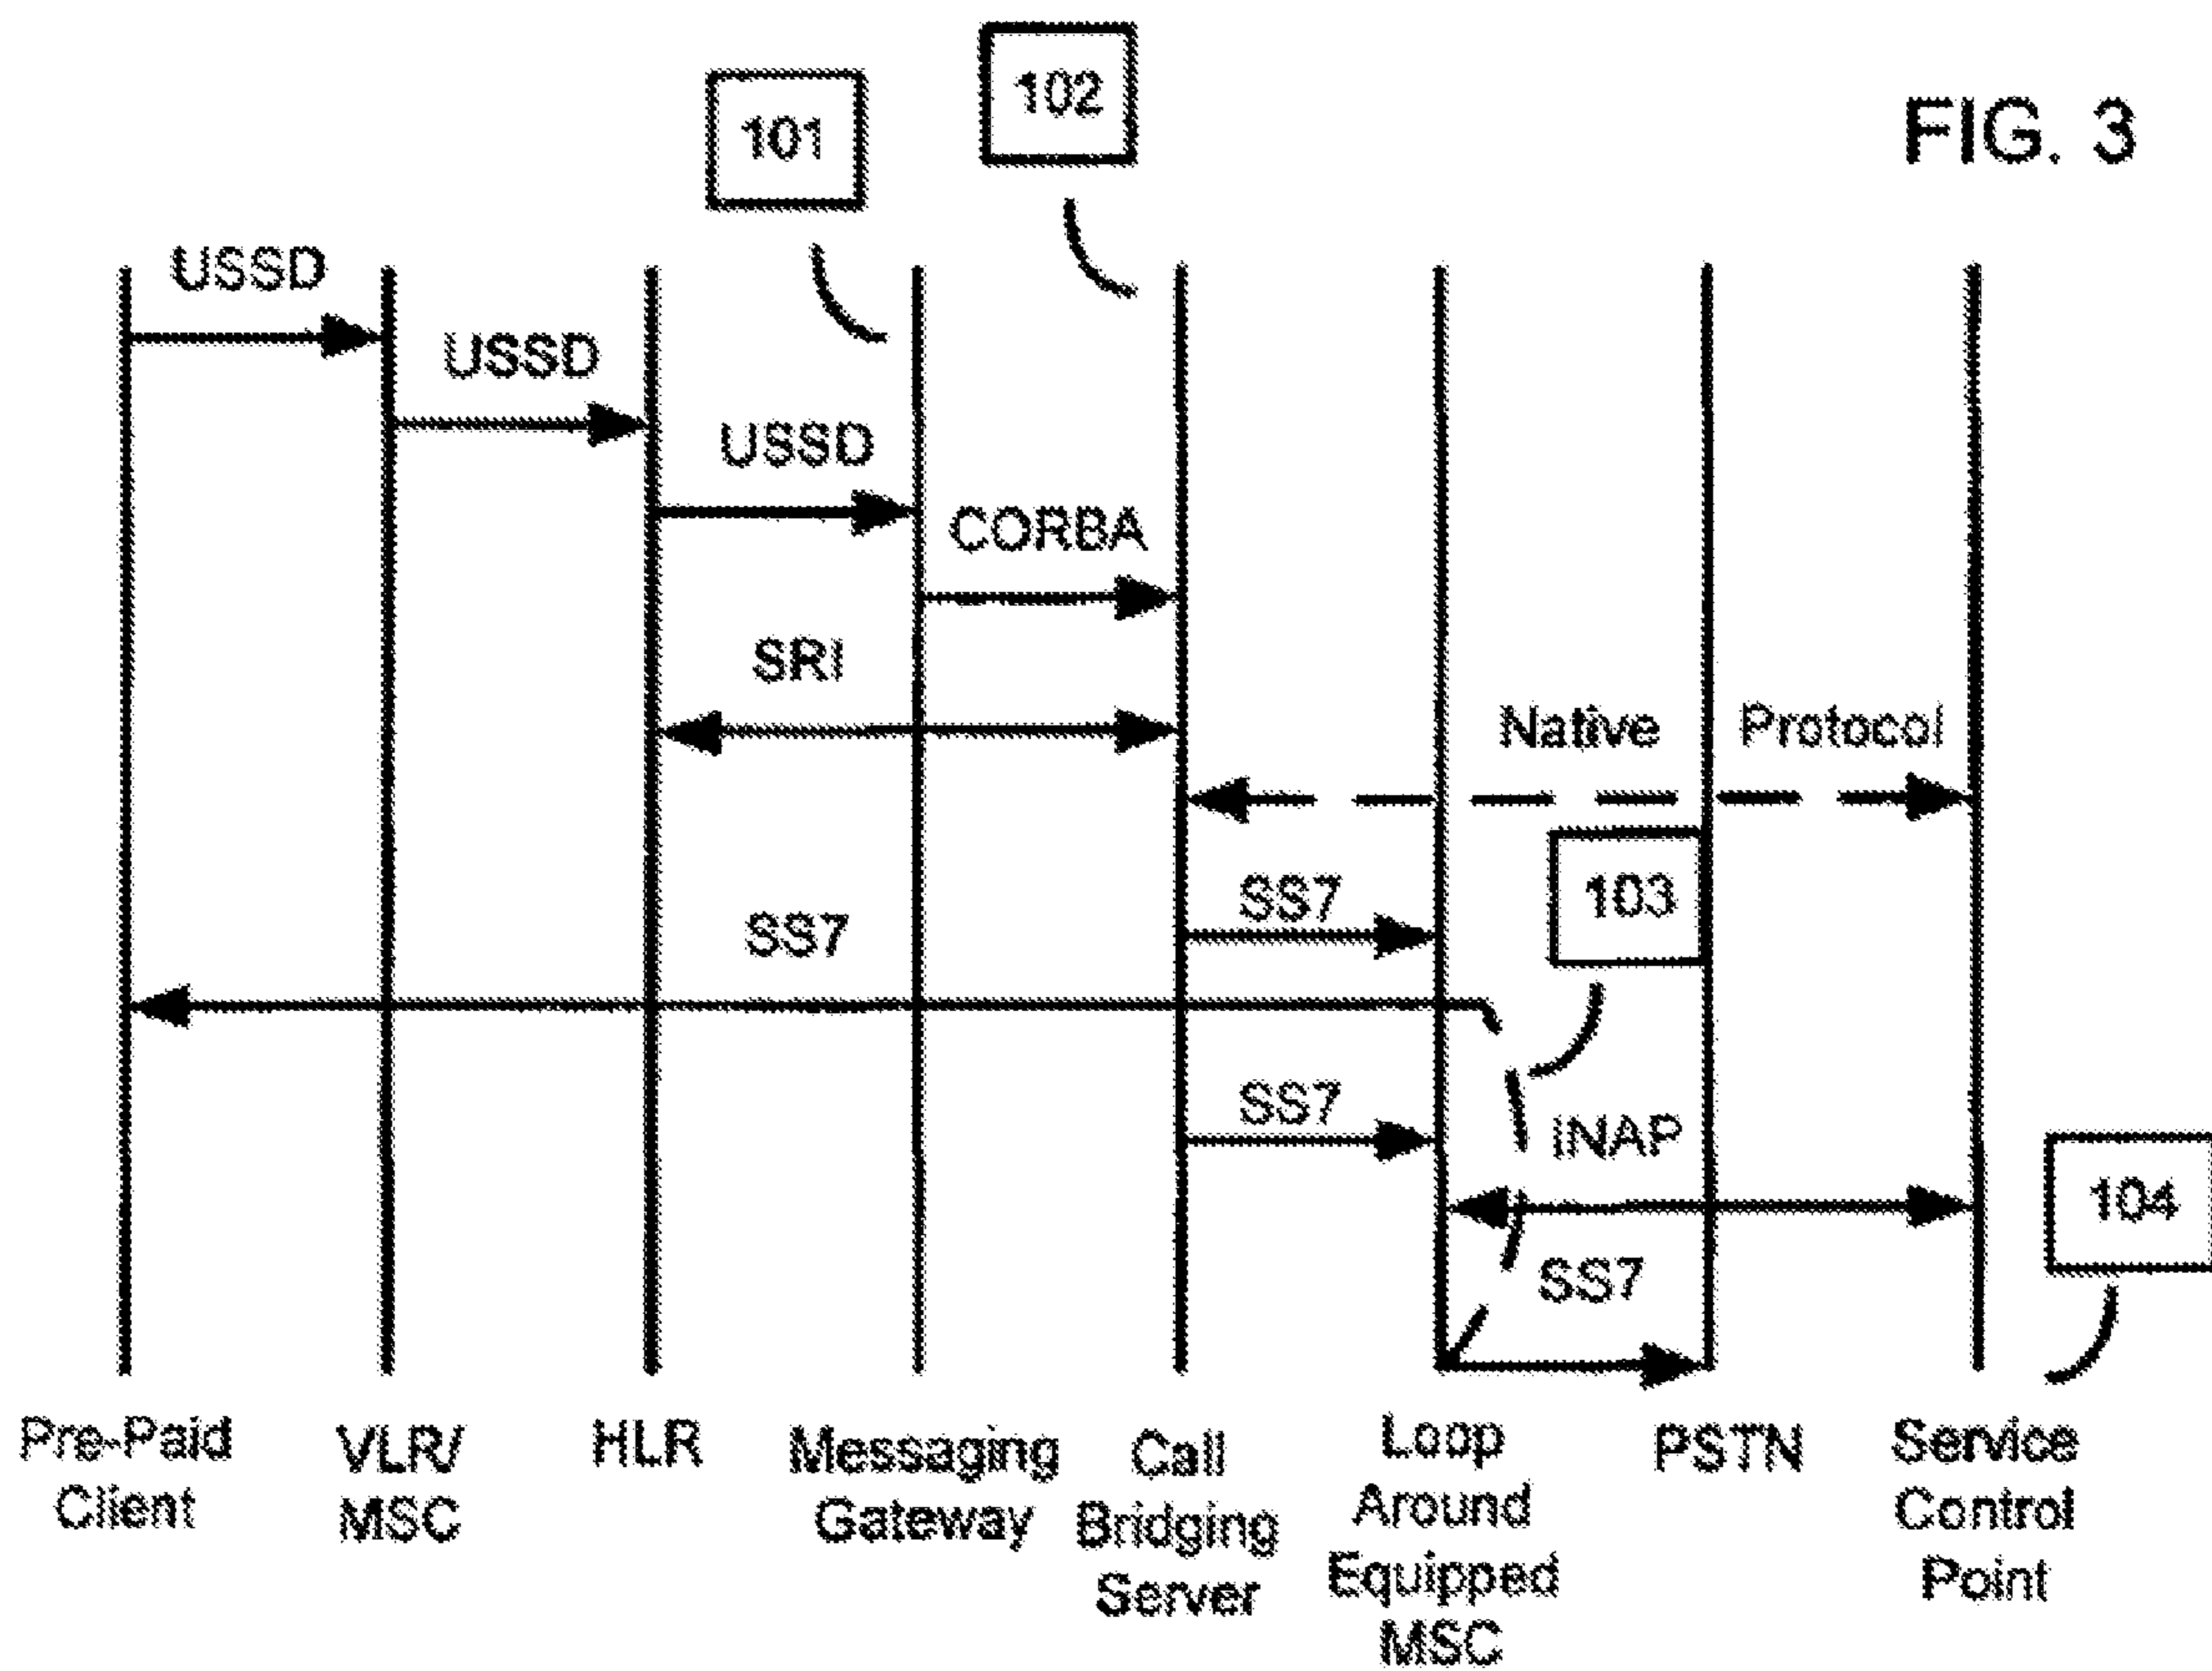 102
101
FIG. 3
USSD
USSD
USSD
CORBA
SRI
Native Protocol
SS7
103
SS7
SS7
INAP
104
SS7
Pre-Paid
Client
VLR/
MSC
HLR
Messaging
Gateway
Call
Bridging
Server
Loop
Around
Equipped
MSC
PSTN
Service
Control
Point